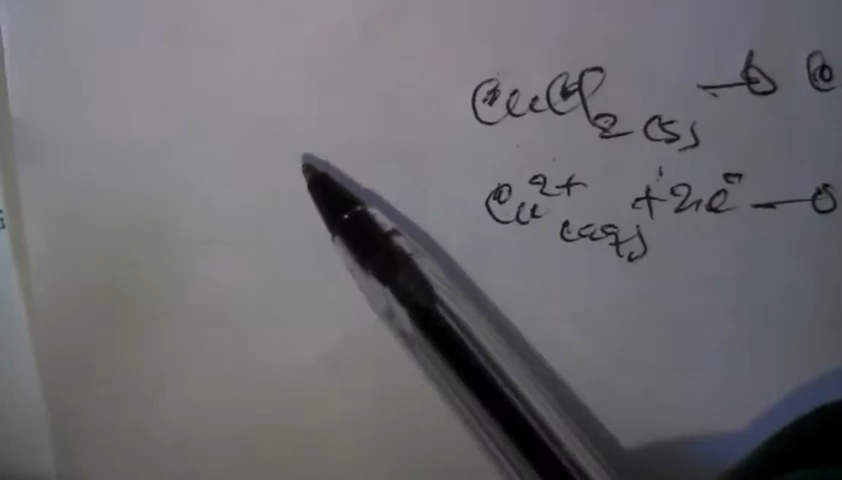 CuCl₂(s) → C
Cu²⁺(aq) + 2e⁻ →